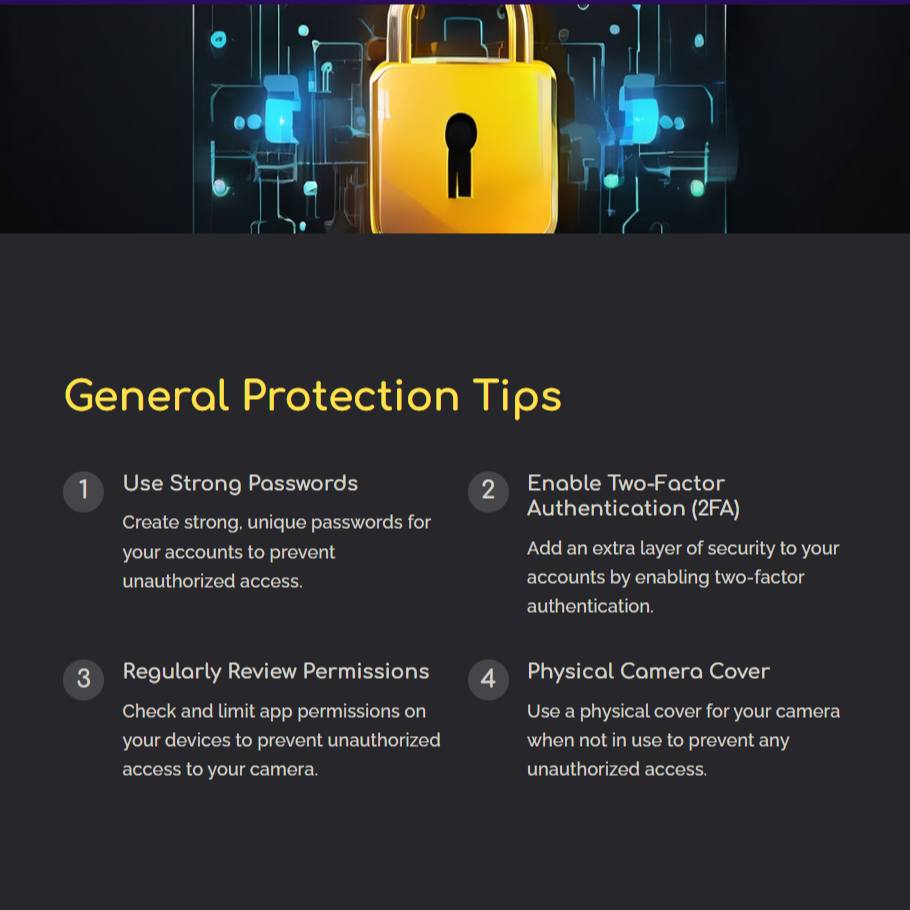 General Protection Tips
1
Use Strong Passwords
Create strong, unique passwords for
your accounts to prevent
unauthorized access.
2
Enable Two-Factor
Authentication (2FA)
Add an extra layer of security to your
accounts by enabling two-factor
authentication.
3
Regularly Review Permissions
Check and limit app permissions on
your devices to prevent unauthorized
access to your camera.
4
Physical Camera Cover
Use a physical cover for your camera
when not in use to prevent any
unauthorized access.